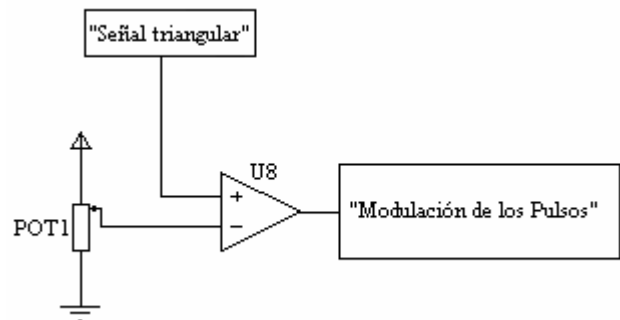 "Señal triangular"
U8
+
"Modulación de los Pulsos"
POT1
−